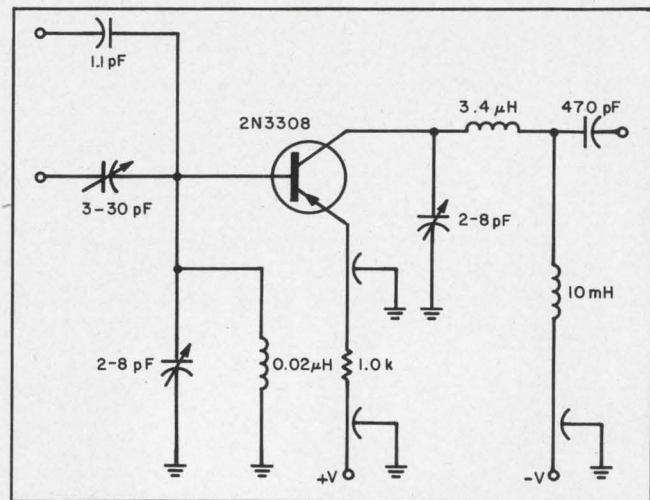 1.1 pF
2N3308
3.4 μH
470 pF
3-30 pF
2-8 pF
10 mH
2-8 pF
0.02 μH
1.0 k
+V
-V